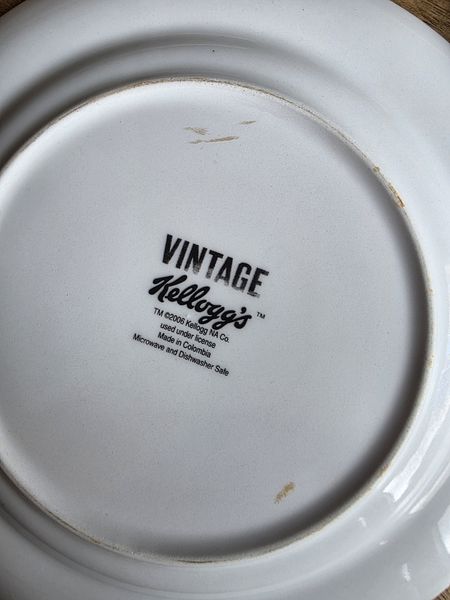 VINTAGE
Kellogg's ™
TM ©2006 Kellogg NA Co.
used under license
Made in Colombia
Microwave and Dishwasher Safe